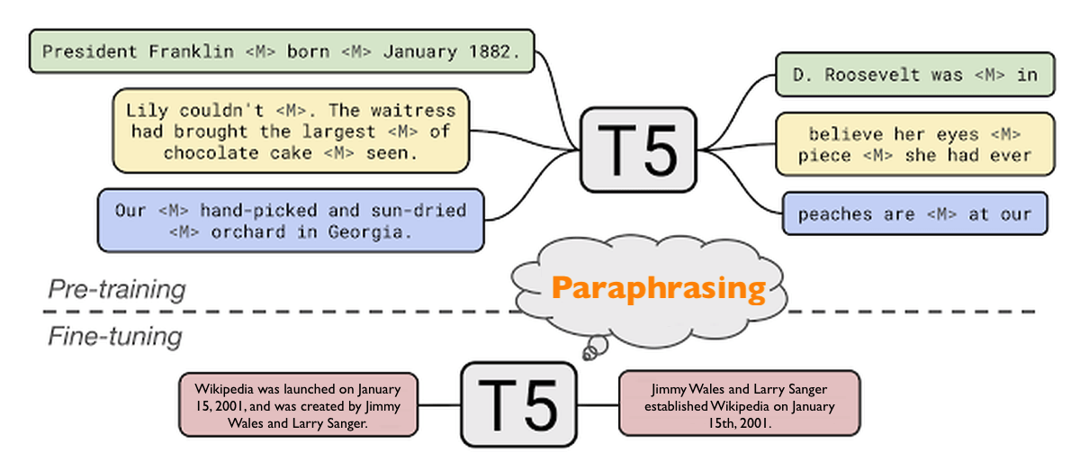 President Franklin <M> born <M> January 1882.
Lily couldn't <M>. The waitress
had brought the largest <M> of
chocolate cake <M> seen.
Our <M> hand-picked and sun-dried
<M> orchard in Georgia.
T5
D. Roosevelt was <M> in
believe her eyes <M>
piece <M> she had ever
peaches are <M> at our
Pre-training
Paraphrasing
Fine-tuning
Wikipedia was launched on January
15, 2001, and was created by Jimmy
Wales and Larry Sanger.
T5
Jimmy Wales and Larry Sanger
established Wikipedia on January
15th, 2001.